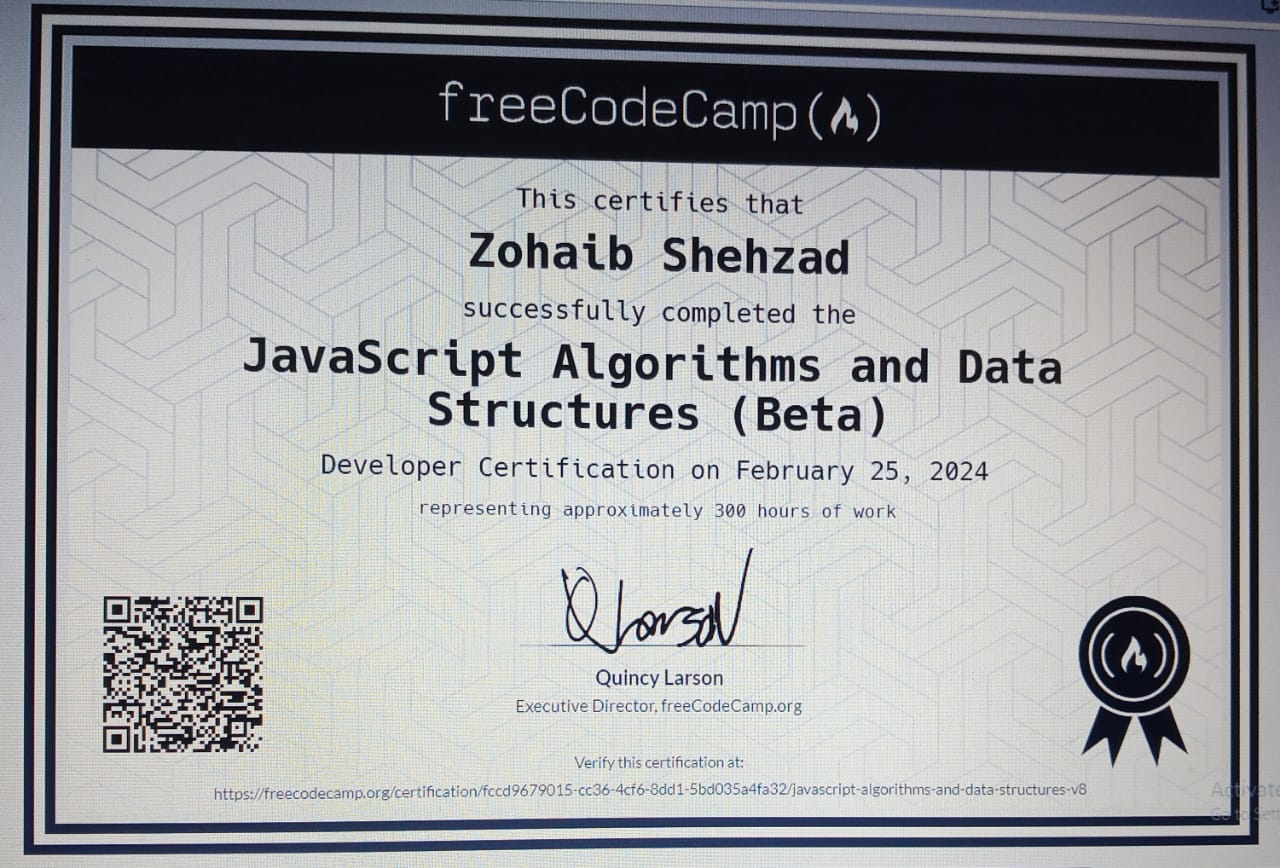 freeCodeCamp
This certifies that
Zohaib Shehzad
successfully completed the
JavaScript Algorithms and Data
Structures (Beta)
Developer Certification on February 25, 2024
representing approximately 300 hours of work
Q Larson
Quincy Larson
Executive Director, freeCodeCamp.org
Verify this certification at:
https://freecodecamp.org/certification/fccd9679015-cc36-4cf6-8dd1-5bd035a4fa32/javascript-algorithms-and-data-structures-v8
Activate
Go to Sett